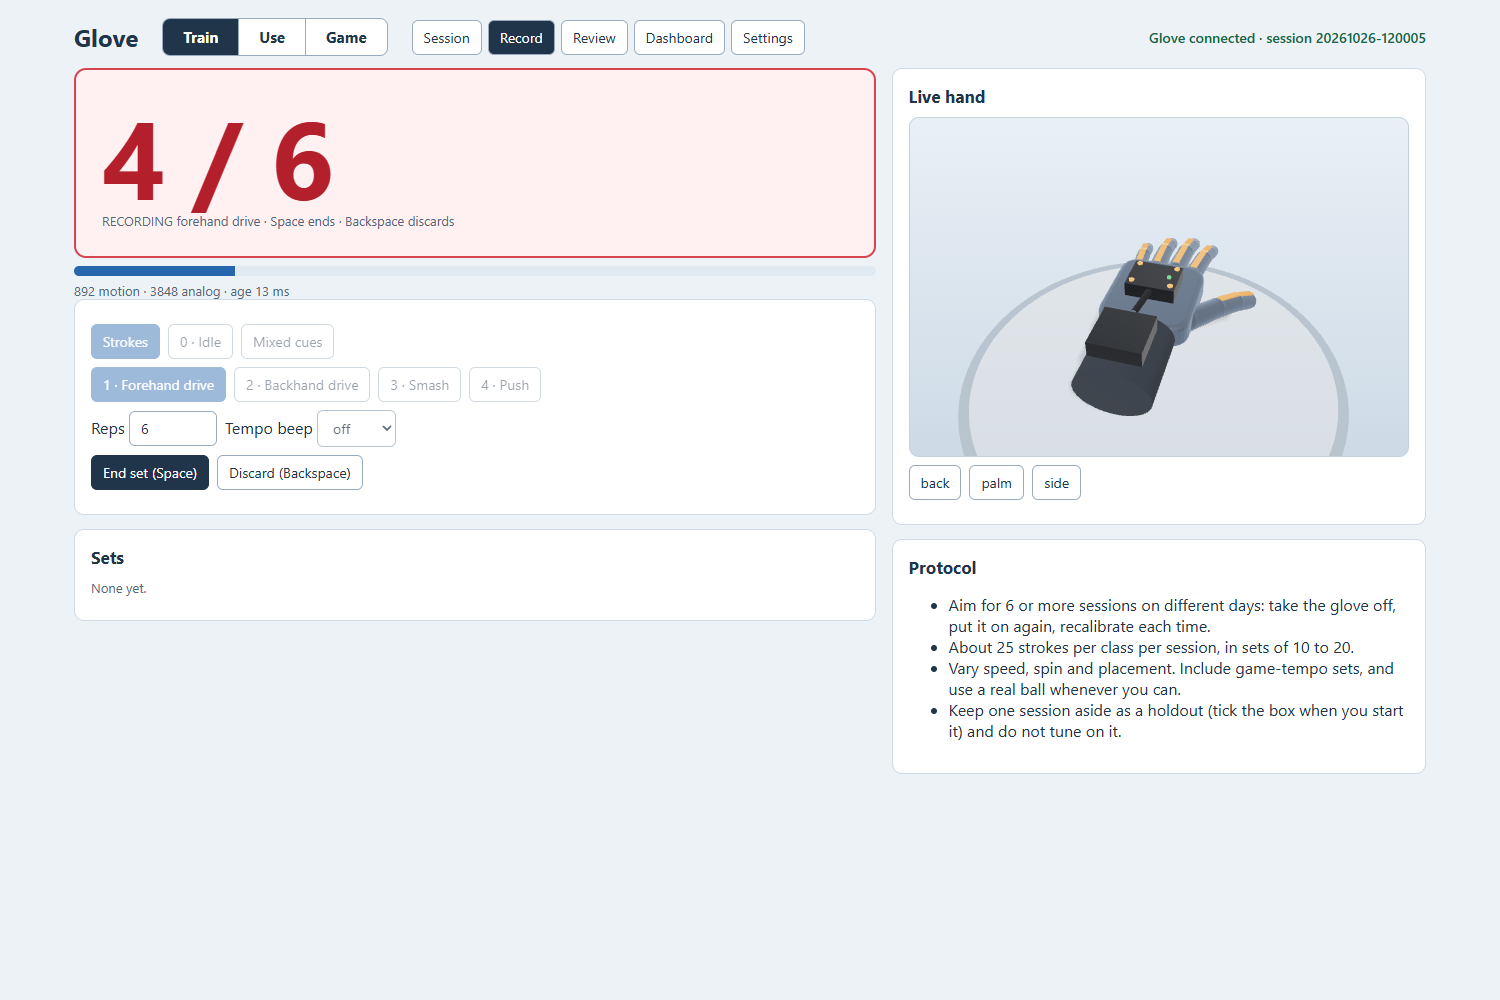 Glove
Train Use Game
Session Record Review Dashboard Settings
Glove connected · session 20261026-120005
4 / 6
RECORDING forehand drive · Space ends · Backspace discards
892 motion · 3848 analog · age 13 ms
Strokes 0 · Idle Mixed cues
1 · Forehand drive 2 · Backhand drive 3 · Smash 4 · Push
Reps 6 Tempo beep off
End set (Space) Discard (Backspace)
Sets
None yet.
Live hand
back palm side
Protocol
• Aim for 6 or more sessions on different days: take the glove off,
put it on again, recalibrate each time.
• About 25 strokes per class per session, in sets of 10 to 20.
• Vary speed, spin and placement. Include game-tempo sets, and
use a real ball whenever you can.
• Keep one session aside as a holdout (tick the box when you start
it) and do not tune on it.